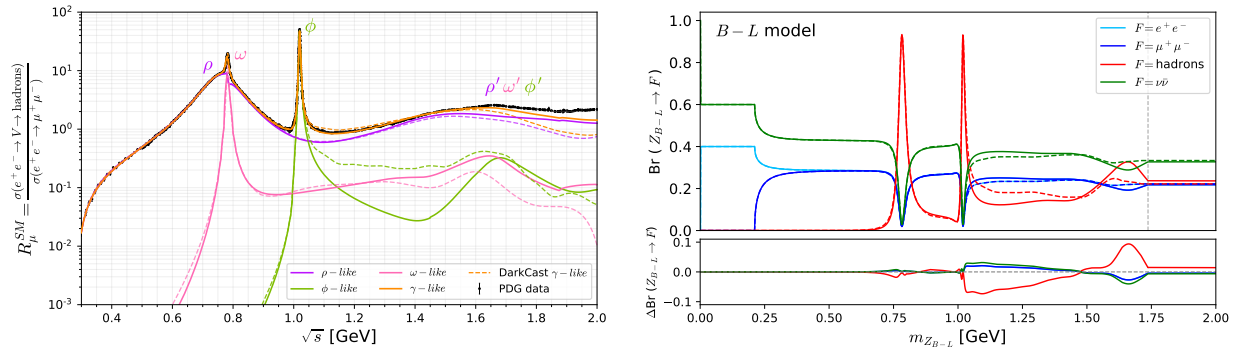 10^2
10^1
10^0
10^-1
10^-2
10^-3
R_μ^SM = σ(e^+e^- → V → hadrons) / σ(e^+e^- → μ^+μ^-)
ρ
ω
ϕ
ρ′ ω′ ϕ′
ρ−like
ω−like
DarkCast γ−like
ϕ−like
γ−like
PDG data
0.4 0.6 0.8 1.0 1.2 1.4 1.6 1.8 2.0
√s [GeV]
B−L model
1.0
0.8
0.6
0.4
0.2
0.0
Br ( Z_B−L → F)
F= e^+ e^-
F= μ^+ μ^-
F= hadrons
F= νν̄
0.1
0.0
−0.1
ΔBr (Z_B−L → F)
0.00 0.25 0.50 0.75 1.00 1.25 1.50 1.75 2.00
m_Z_B−L [GeV]